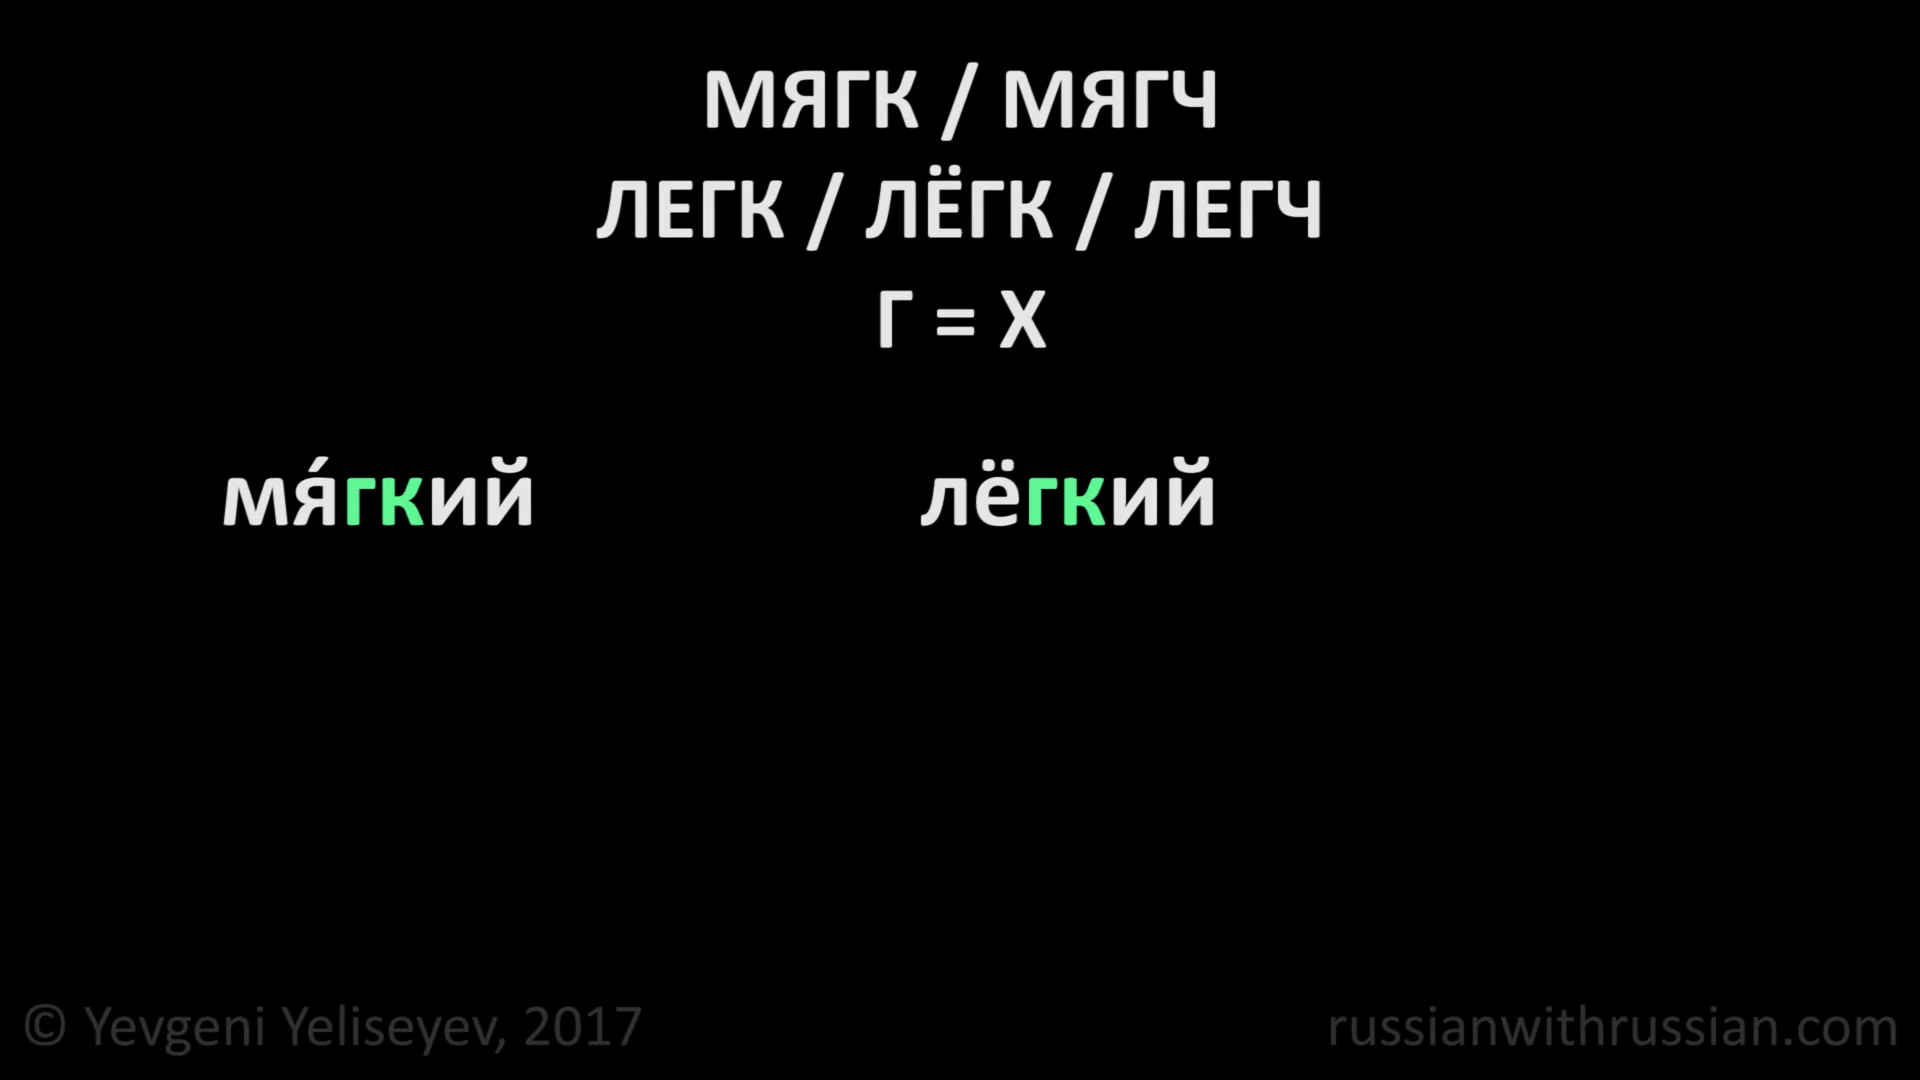 МЯГК / МЯГЧ
ЛЕГК / ЛЁГК / ЛЕГЧ
Г = Х
мя́гкий лёгкий
© Yevgeni Yeliseyev, 2017 russianwithrussian.com